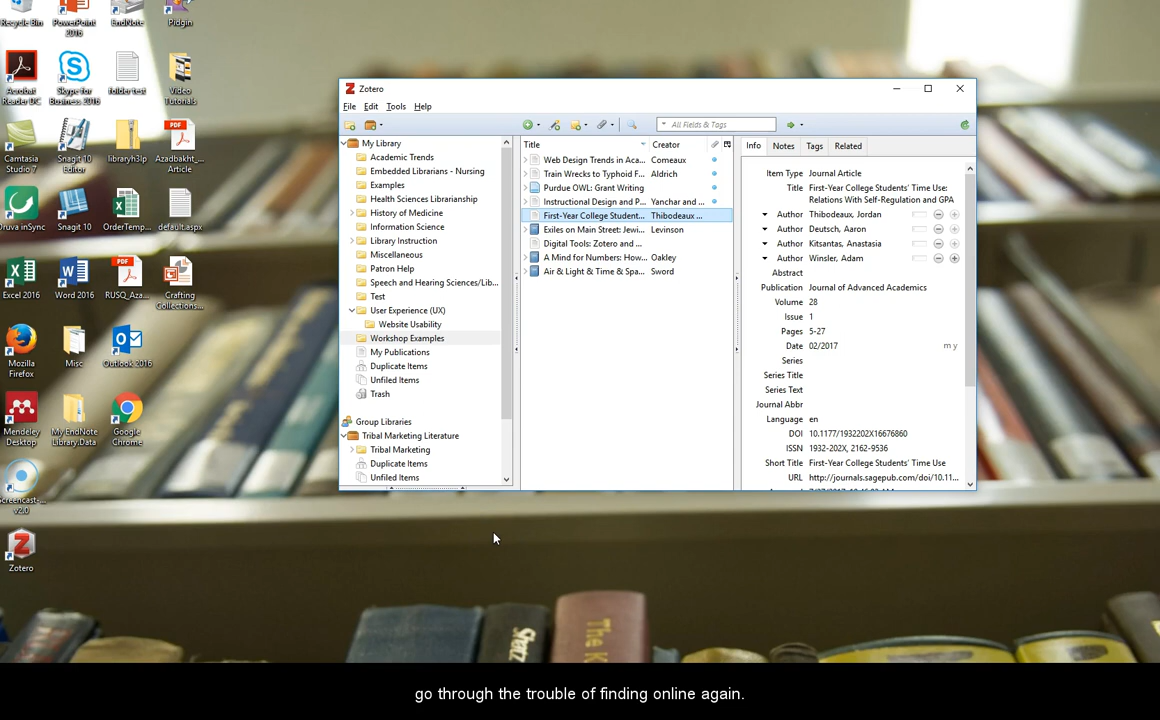 Recycle Bin
PowerPoint 2016
EndNote
Pidgin
Acrobat Reader DC
Skype for Business 2016
folder test
Video Tutorials
Camtasia Studio 7
Snagit 10 Editor
libraryh3lp
Azadbakht_... Article
Druva inSync
Snagit 10
OrderTemp...
default.aspx
Excel 2016
Word 2016
RUSQ_Aza...
Crafting Collections...
Mozilla Firefox
Misc
Outlook 2016
Mendeley Desktop
My EndNote Library.Data
Google Chrome
Screencast-... v2.0
Zotero
Zotero
File Edit Tools Help
All Fields & Tags
My Library
Academic Trends
Embedded Librarians - Nursing
Examples
Health Sciences Librarianship
History of Medicine
Information Science
Library Instruction
Miscellaneous
Patron Help
Speech and Hearing Sciences/Lib...
Test
User Experience (UX)
Website Usability
Workshop Examples
My Publications
Duplicate Items
Unfiled Items
Trash
Group Libraries
Tribal Marketing Literature
Tribal Marketing
Duplicate Items
Unfiled Items
Title Creator
Web Design Trends in Aca... Comeaux
Train Wrecks to Typhoid F... Aldrich
Purdue OWL: Grant Writing
Instructional Design and P... Yanchar and ...
First-Year College Student... Thibodeaux ...
Exiles on Main Street: Jewi... Levinson
Digital Tools: Zotero and ...
A Mind for Numbers: How... Oakley
Air & Light & Time & Spa... Sword
Info Notes Tags Related
Item Type Journal Article
Title First-Year College Students' Time Use:
Relations With Self-Regulation and GPA
Author Thibodeaux, Jordan
Author Deutsch, Aaron
Author Kitsantas, Anastasia
Author Winsler, Adam
Abstract
Publication Journal of Advanced Academics
Volume 28
Issue 1
Pages 5-27
Date 02/2017 m y
Series
Series Title
Series Text
Journal Abbr
Language en
DOI 10.1177/1932202X16676860
ISSN 1932-202X, 2162-9536
Short Title First-Year College Students' Time Use
URL http://journals.sagepub.com/doi/10.11...
The
go through the trouble of finding online again.